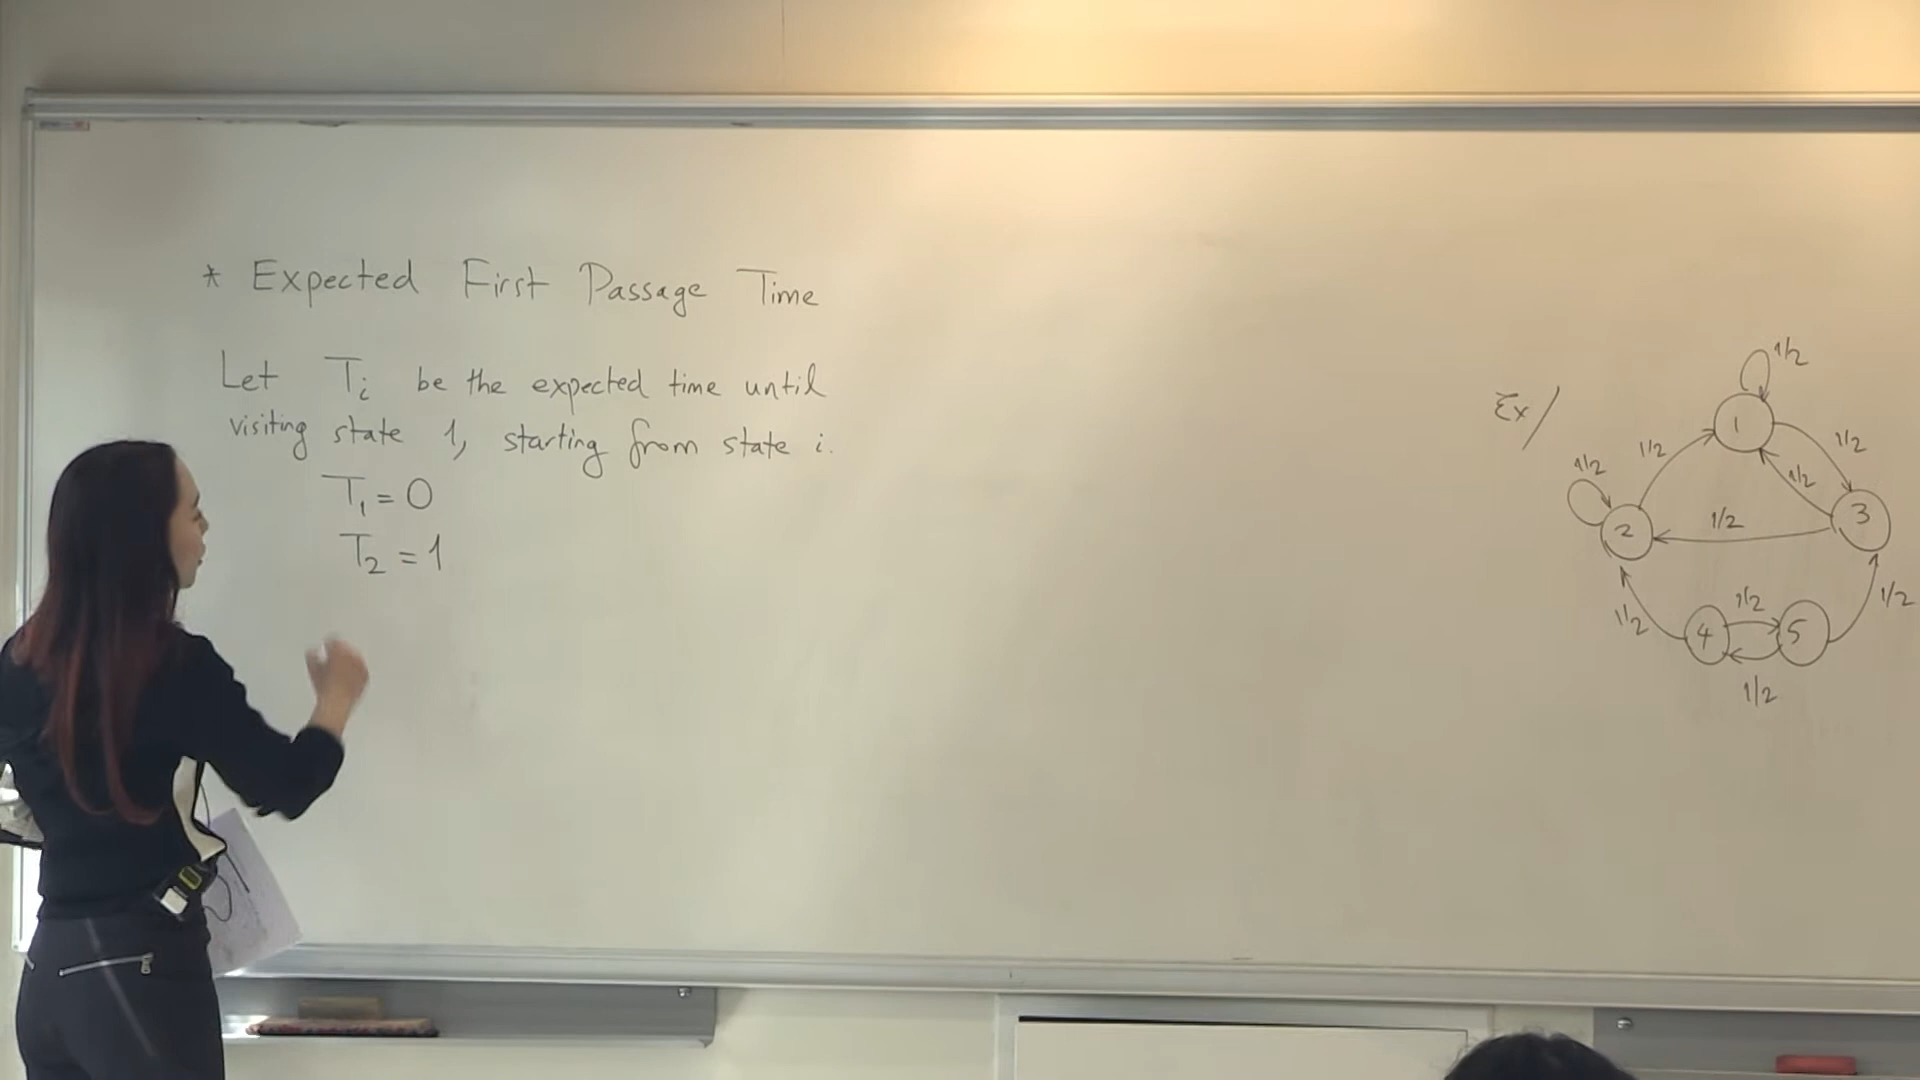 * Expected First Passage Time
Let Tᵢ be the expected time until
visiting state 1, starting from state i.
T₁ = 0
T₂ = 1
Ex/
1/2
1
1/2
1/2
1/2
1/2
1/2
2
3
1/2
1/2
1/2
4
5
1/2